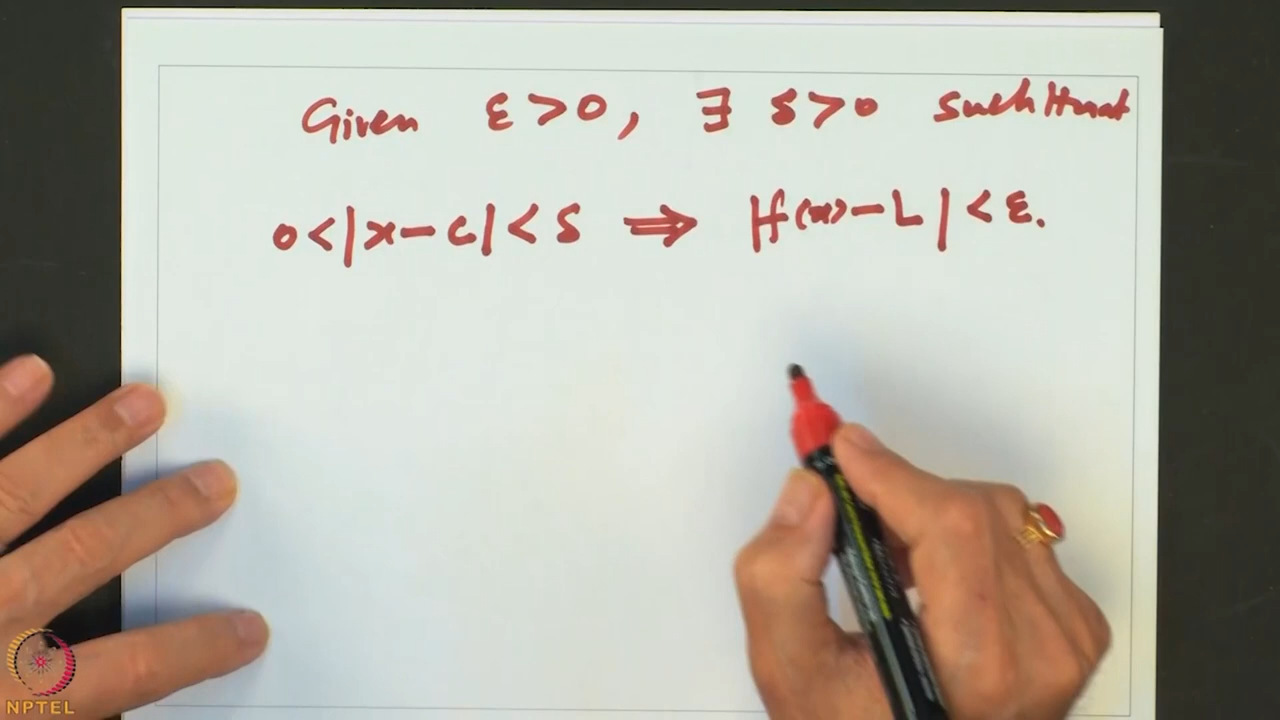 Given ε>0, ∃ δ>0 such that
0<|x-c|<δ ⇒ |f(x)-L|<ε.
NPTEL